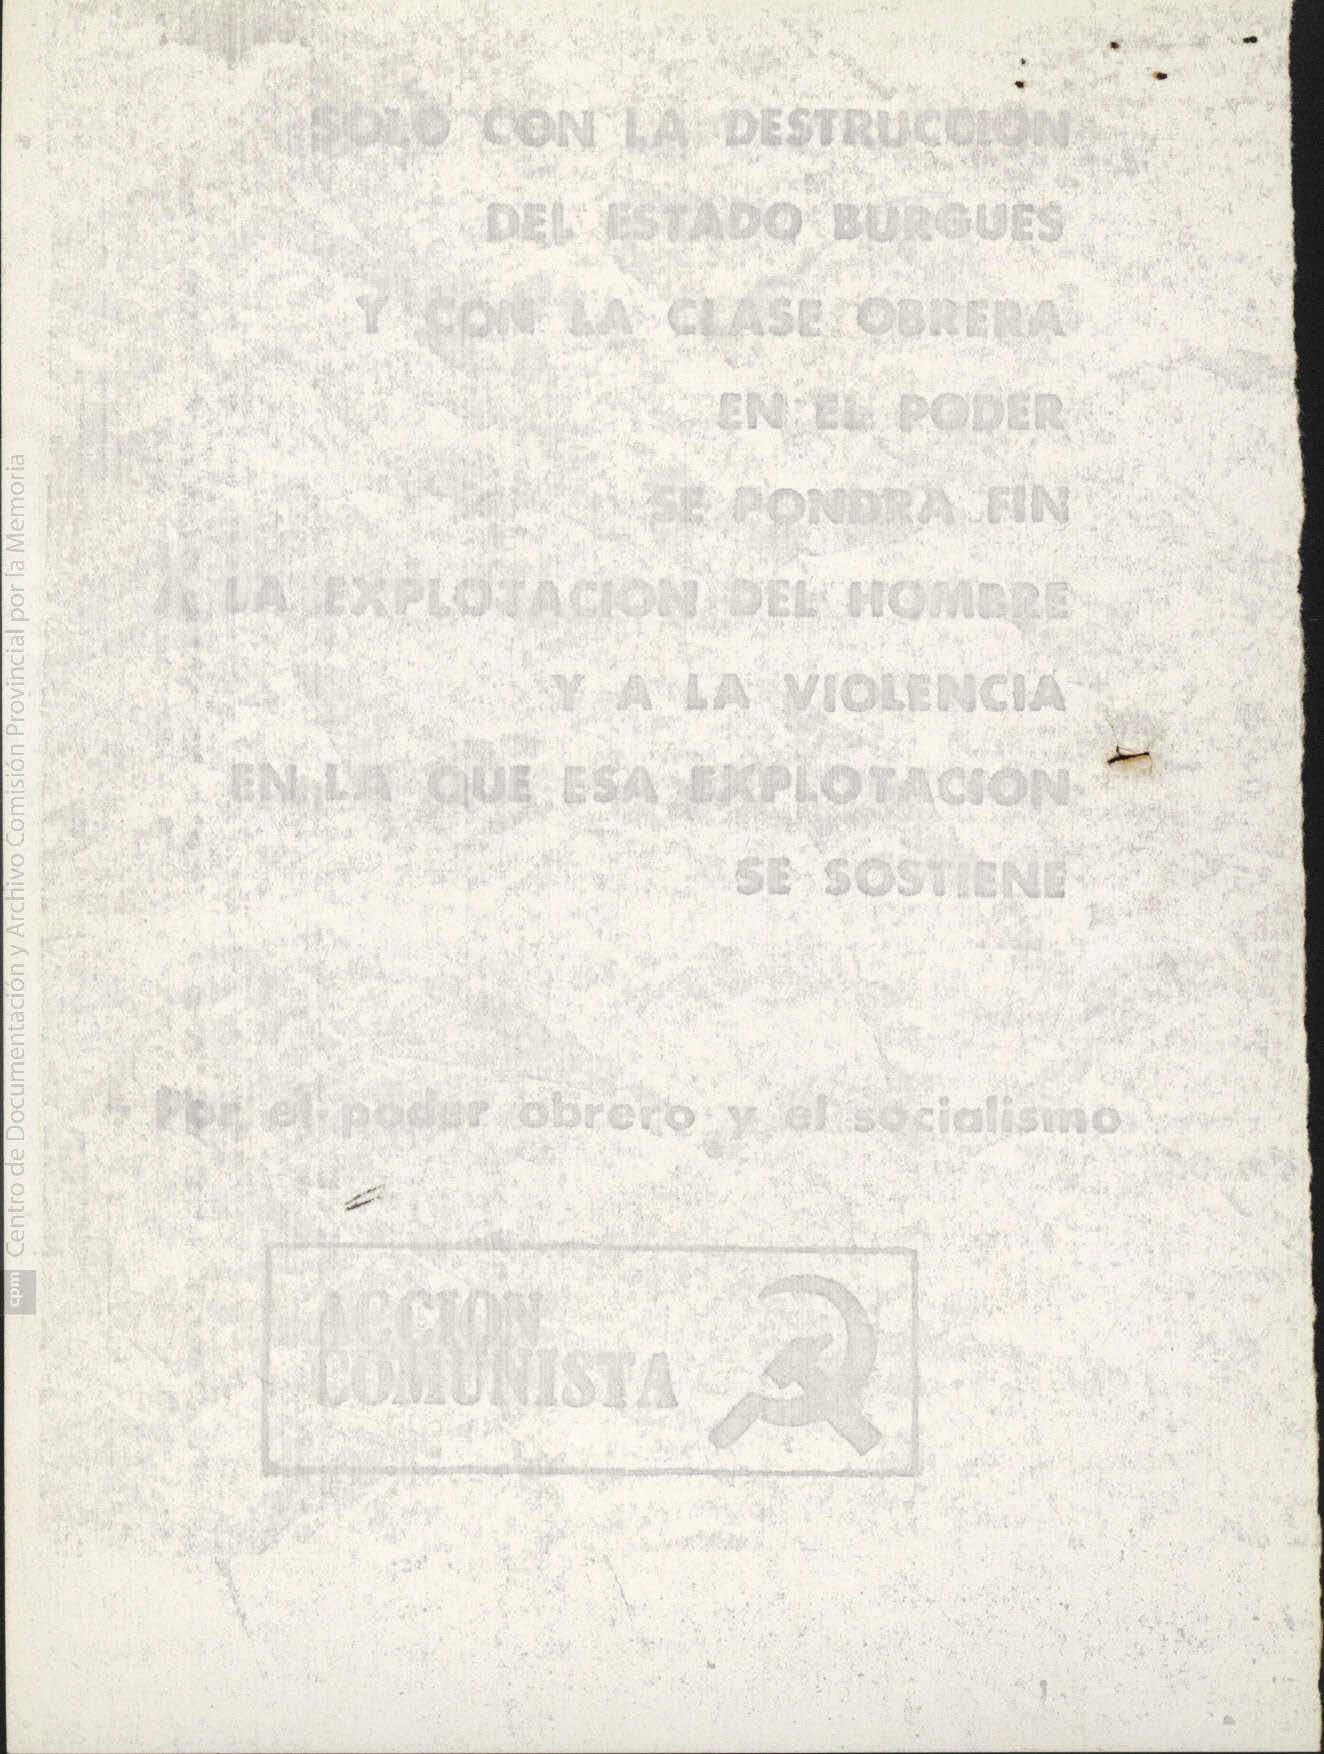 SOLO CON LA DESTRUCCION
DEL ESTADO BURGUES
Y CON LA CLASE OBRERA
EN EL PODER
SE PONDRA FIN
A LA EXPLOTACION DEL HOMBRE
Y A LA VIOLENCIA
EN LA QUE ESA EXPLOTACION
SE SOSTIENE
Por el poder obrero y el socialismo
ACCION
COMUNISTA
cpm Centro de Documentación y Archivo Comisión Provincial por la Memoria